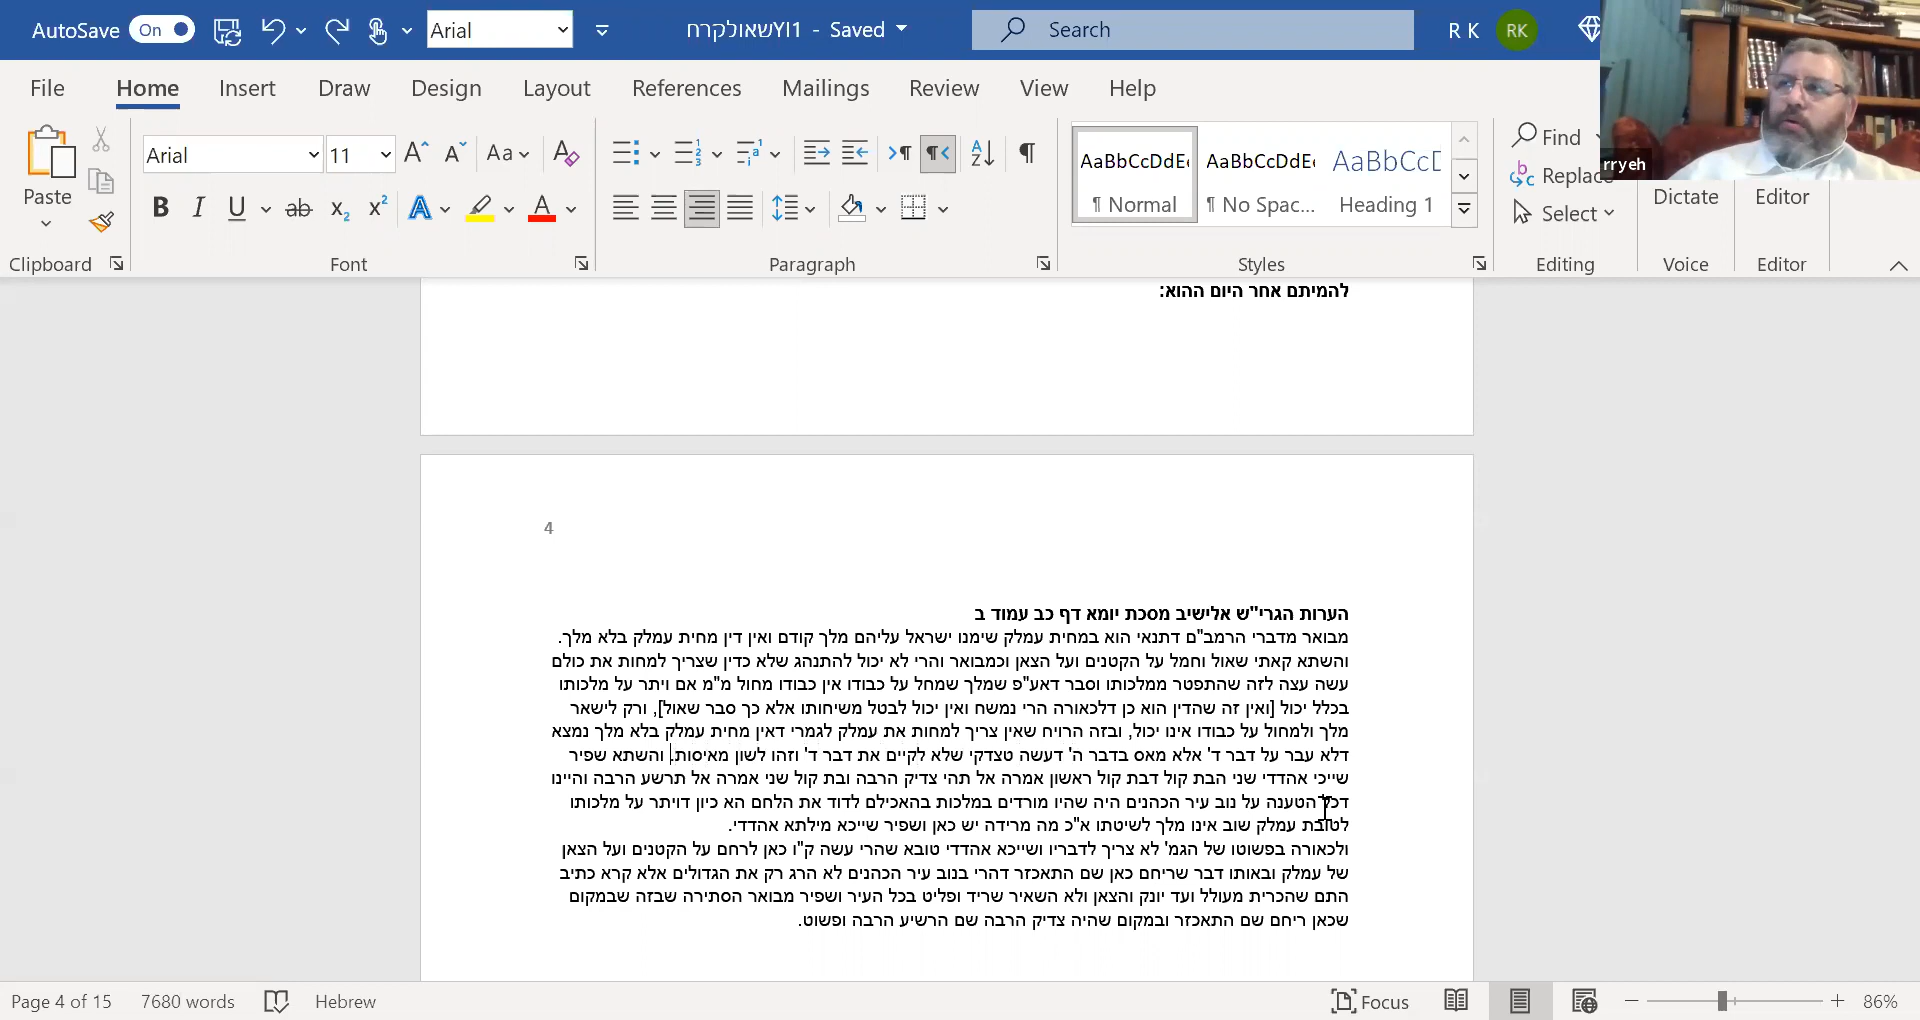 AutoSave On Arial שאולקרחYI1 - Saved Search R K RK
File Home Insert Draw Design Layout References Mailings Review View Help
rryeh
Paste
Arial 11 Aa
AaBbCcDdE AaBbCcDdE AaBbCcD
¶ Normal ¶ No Spac... Heading 1
Find
Replace
Select
Dictate Editor
Clipboard Font Paragraph Styles Editing Voice Editor
להמיתם אחר היום ההוא:
4
הערות הגרי"ש אלישיב מסכת יומא דף כב עמוד ב
מבואר מדברי הרמב"ם דתנאי הוא במחית עמלק שימנו ישראל עליהם מלך קודם ואין דין מחית עמלק בלא מלך.
והשתא קאתי שאול וחמל על הקטנים ועל הצאן וכמבואר והרי לא יכול להתנהג שלא כדין שצריך למחות את כולם
עשה עצה לזה שהתפטר ממלכותו וסבר דאע"פ שמלך שמחל על כבודו אין כבודו מחול מ"מ אם ויתר על מלכותו
בכלל יכול [ואין זה שהדין הוא כן דלכאורה הרי נמשח ואין יכול לבטל משיחותו אלא כך סבר שאול], ורק לישאר
מלך ולמחול על כבודו אינו יכול, ובזה הרויח שאין צריך למחות את עמלק לגמרי דאין מחית עמלק בלא מלך נמצא
דלא עבר על דבר ד' אלא מאס בדבר ה' דעשה טצדקי שלא לקיים את דבר ד' וזהו לשון מאיסות. והשתא שפיר
שייכי אהדדי שני הבת קול דבת קול ראשון אמרה אל תהי צדיק הרבה ובת קול שני אמרה אל תרשע הרבה והיינו
דכל הטענה על נוב עיר הכהנים היה שהיו מורדים במלכות בהאכילם לדוד את הלחם הא כיון דויתר על מלכותו
לטובת עמלק שוב אינו מלך לשיטתו א"כ מה מרידה יש כאן ושפיר שייכא מילתא אהדדי.
ולכאורה בפשוטו של הגמ' לא צריך לדבריו ושייכא אהדדי טובא שהרי עשה ק"ו כאן לרחם על הקטנים ועל הצאן
של עמלק ובאותו דבר שריחם כאן שם התאכזר דהרי בנוב עיר הכהנים לא הרג רק את הגדולים אלא קרא כתיב
התם שהכרית מעולל ועד יונק והצאן ולא השאיר שריד ופליט בכל העיר ושפיר מבואר הסתירה שבזה שבמקום
שכאן ריחם שם התאכזר ובמקום שהיה צדיק הרבה שם הרשיע הרבה ופשוט.
Page 4 of 15 7680 words Hebrew Focus 86%